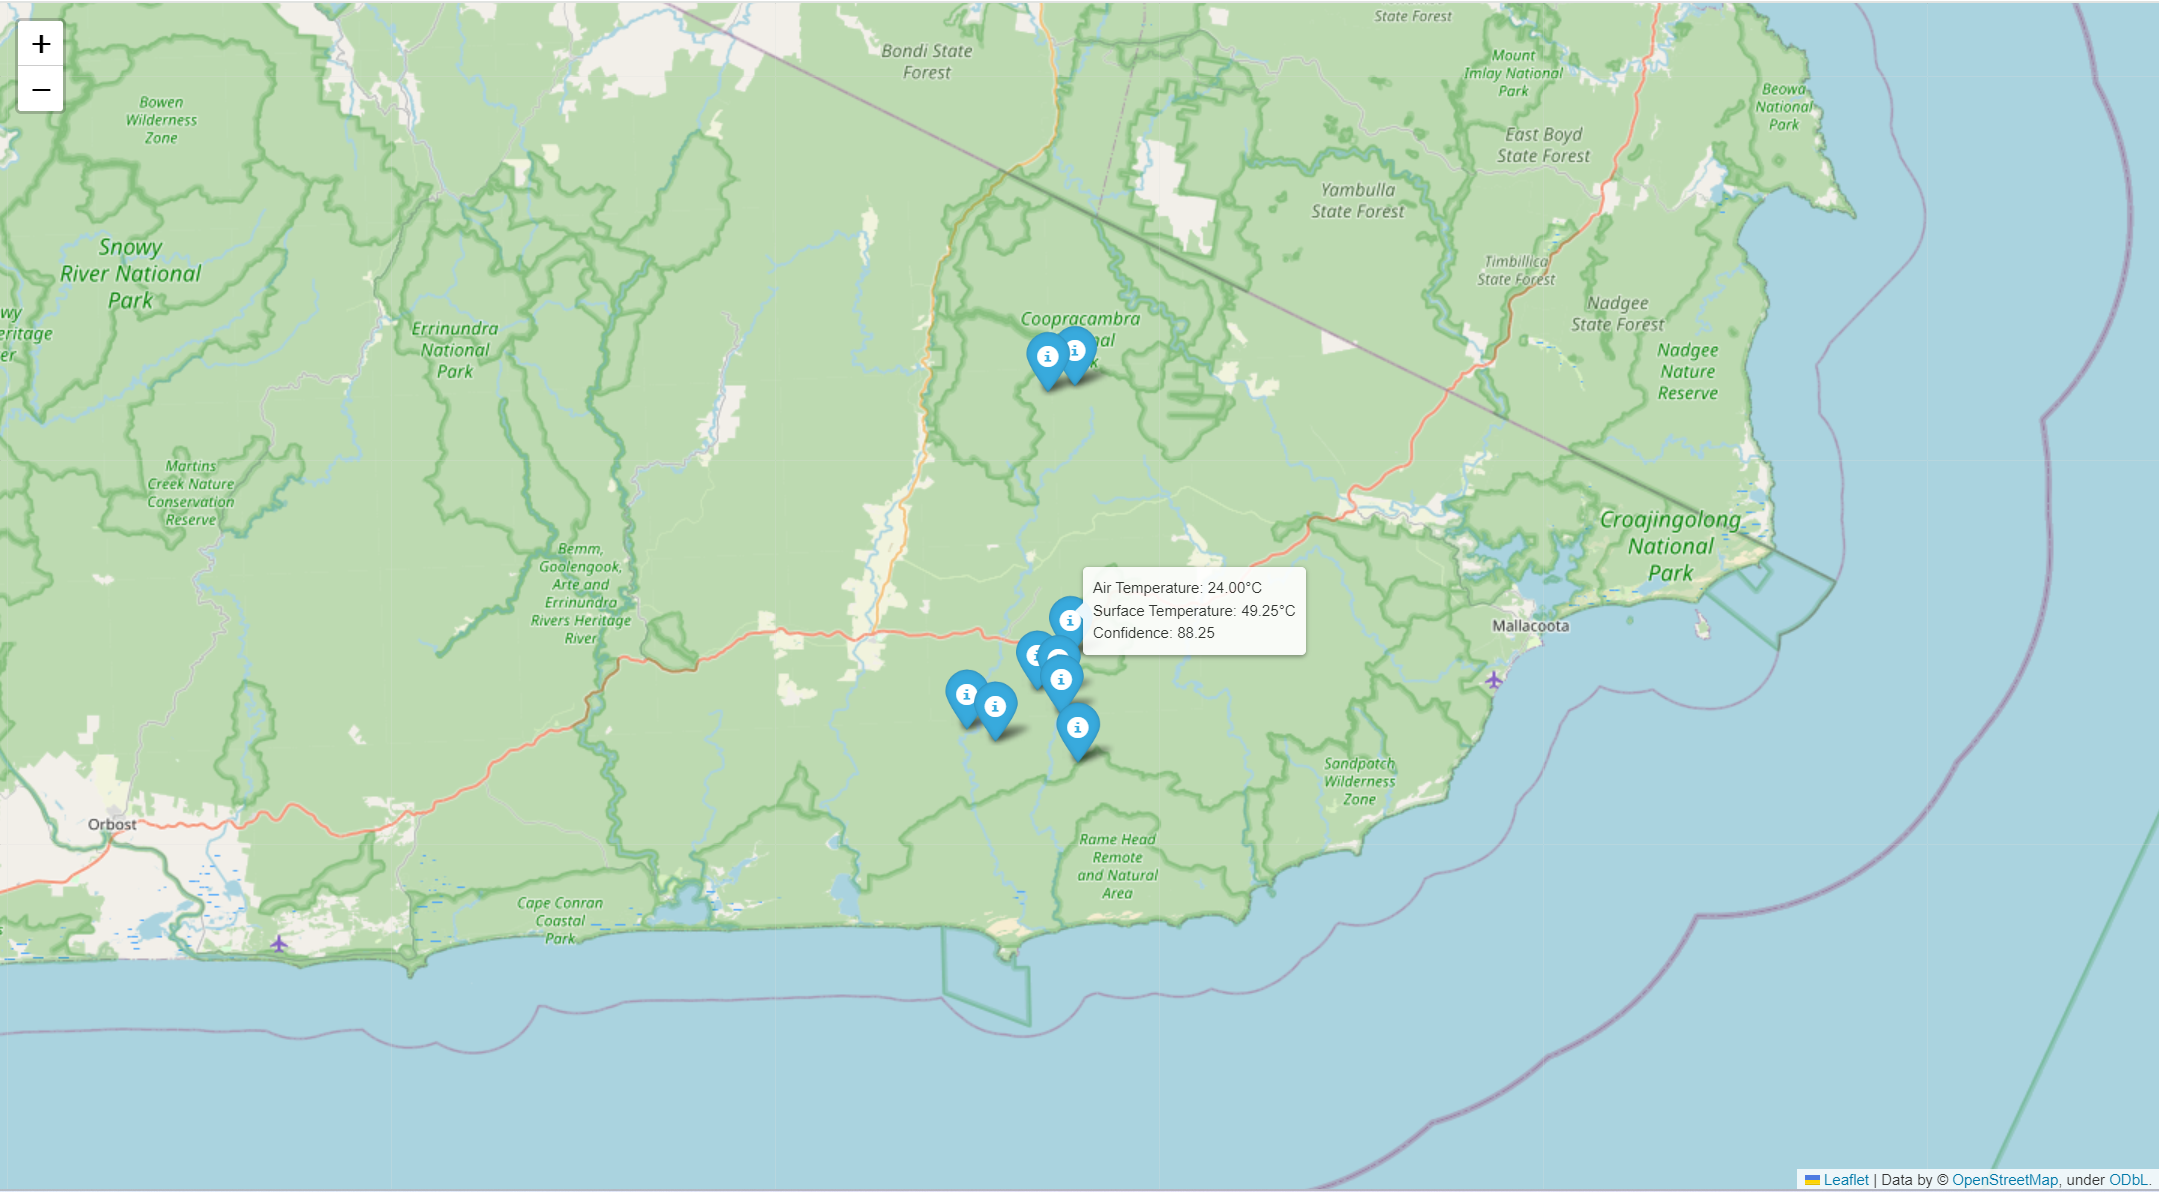 +
−
State Forest
Bondi State
Forest
Mount
Imlay National
Park
Beowa
National
Park
Bowen
Wilderness
Zone
East Boyd
State Forest
Yambulla
State Forest
Snowy
River National
Park
Timbillica
State Forest
Nadgee
State Forest
wy
eritage
er
Errinundra
National
Park
Coopracambra
nal
k
Nadgee
Nature
Reserve
Martins
Creek Nature
Conservation
Reserve
Croajingolong
National
Park
Bemm,
Goolengook,
Arte and
Errinundra
Rivers Heritage
River
Air Temperature: 24.00°C
Surface Temperature: 49.25°C
Confidence: 88.25
Mallacoota
Sandpatch
Wilderness
Zone
Orbost
Rame Head
Remote
and Natural
Area
Cape Conran
Coastal
Park
Leaflet | Data by © OpenStreetMap, under ODbL.